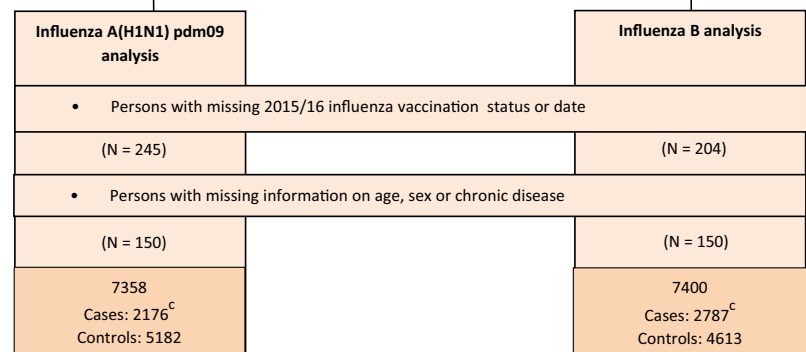 Influenza A(H1N1) pdm09
analysis
Influenza B analysis
• Persons with missing 2015/16 influenza vaccination status or date
(N = 245)
(N = 204)
• Persons with missing information on age, sex or chronic disease
(N = 150)
(N = 150)
7358
Cases: 2176c
Controls: 5182
7400
Cases: 2787c
Controls: 4613